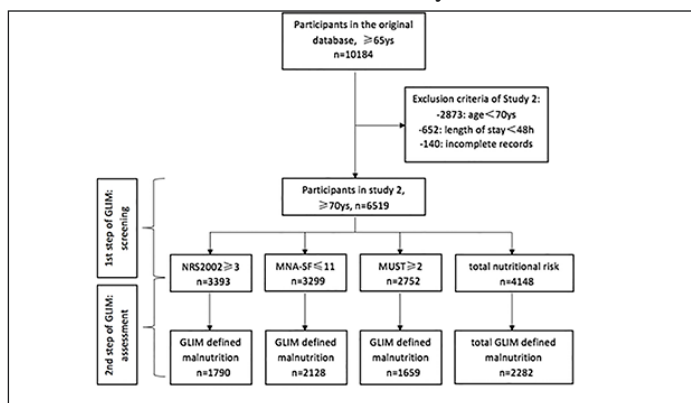 Participants in the original
database, ≥65ys
n=10184
Exclusion criteria of Study 2:
-2873: age<70ys
-652: length of stay<48h
-140: incomplete records
1st step of GLIM:
screening
Participants in study 2,
≥70ys, n=6519
NRS2002≥3
n=3393
MNA-SF≤11
n=3299
MUST≥2
n=2752
total nutritional risk
n=4148
2nd step of GLIM:
assessment
GLIM defined
malnutrition
n=1790
GLIM defined
malnutrition
n=2128
GLIM defined
malnutrition
n=1659
total GLIM defined
malnutrition
n=2282